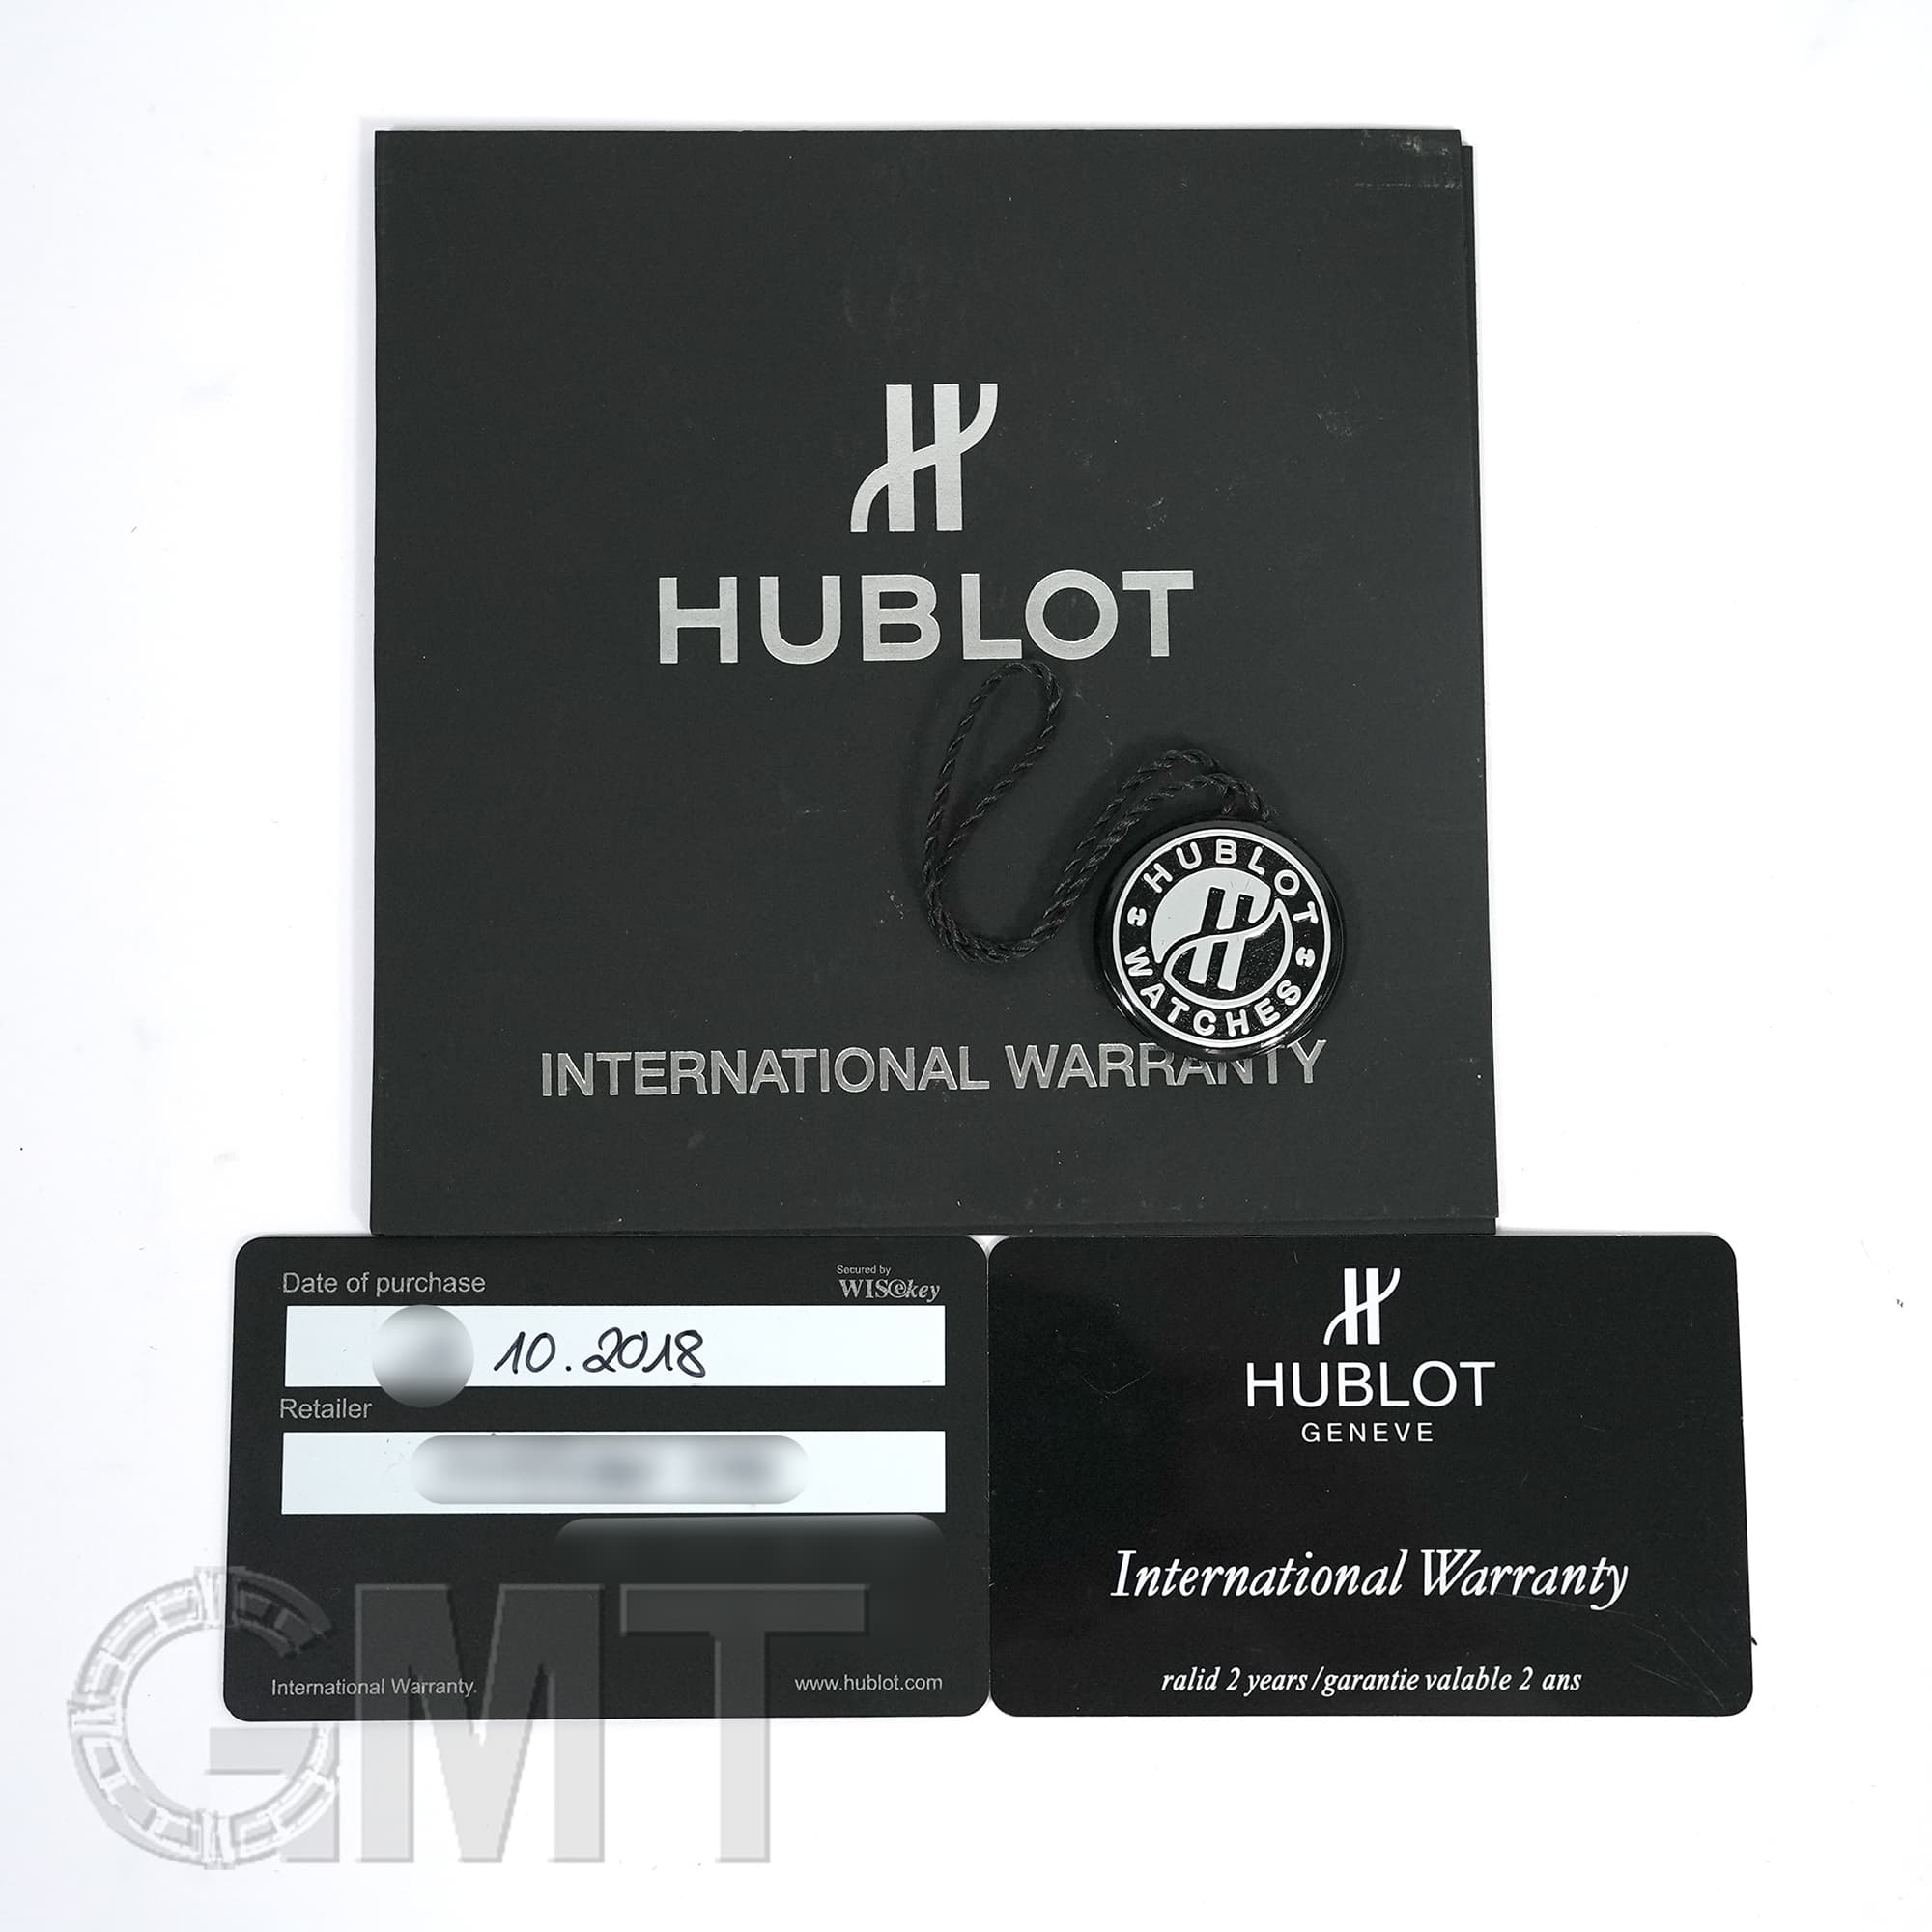 HUBLOT
HUBLOT
WATCHES
INTERNATIONAL WARRANTY
Date of purchase
Secured by
WISekey
10.2018
Retailer
International Warranty.
www.hublot.com
HUBLOT
GENEVE
International Warranty
ralid 2 years/garantie valable 2 ans
GMT